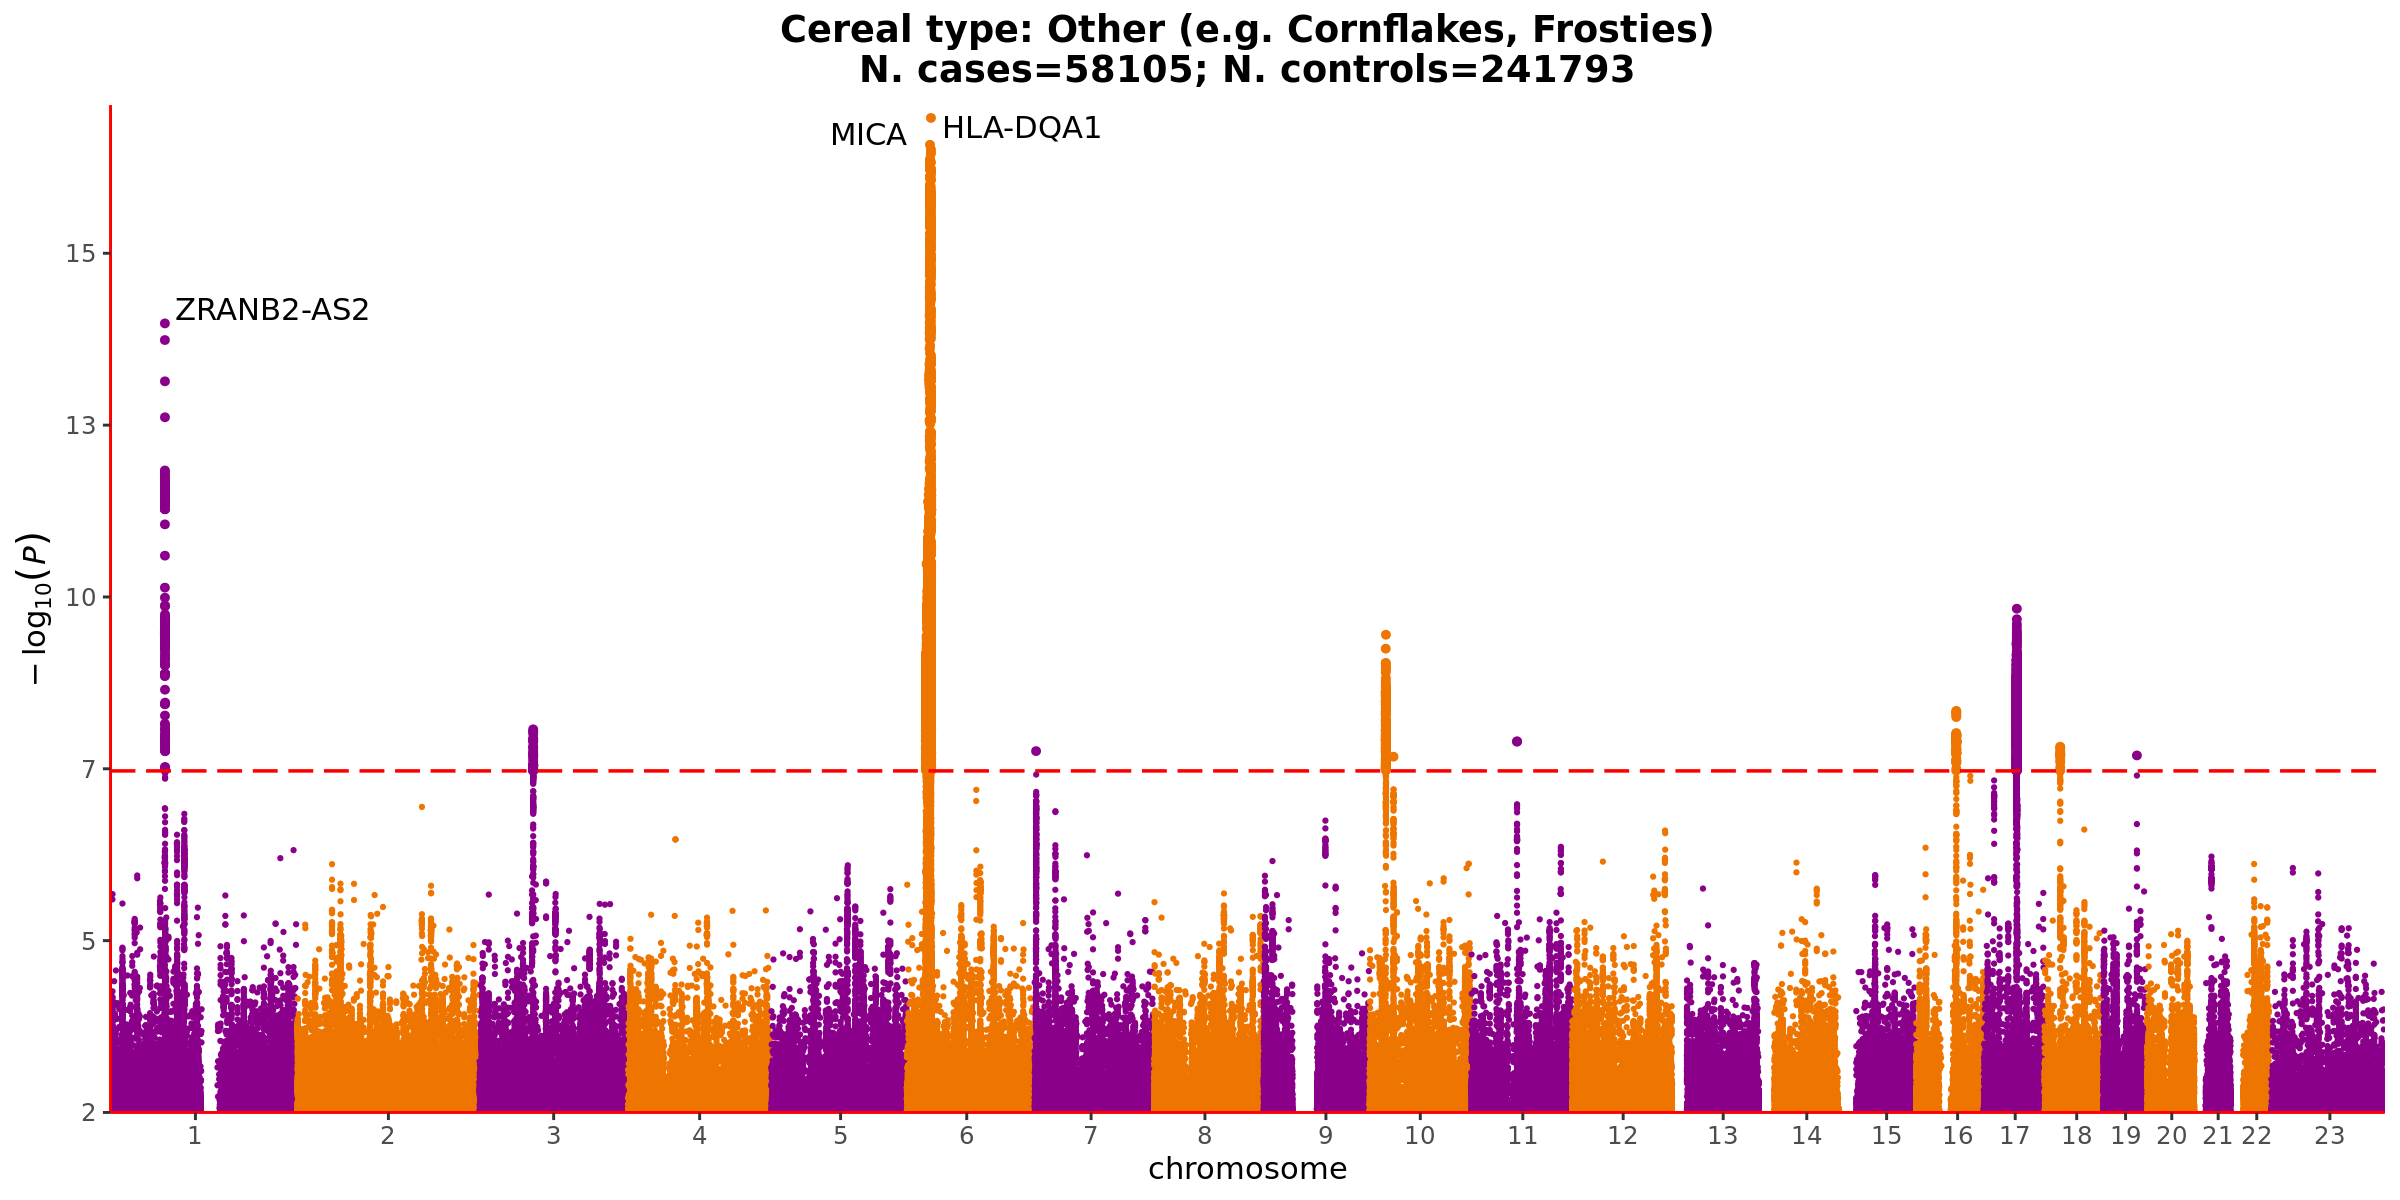 Cereal type: Other (e.g. Cornflakes, Frosties)
N. cases=58105; N. controls=241793
MICA
HLA-DQA1
ZRANB2-AS2
15
13
10
7
5
2
−log10(P)
1 2 3 4 5 6 7 8 9 10 11 12 13 14 15 16 17 18 19 20 21 22 23
chromosome